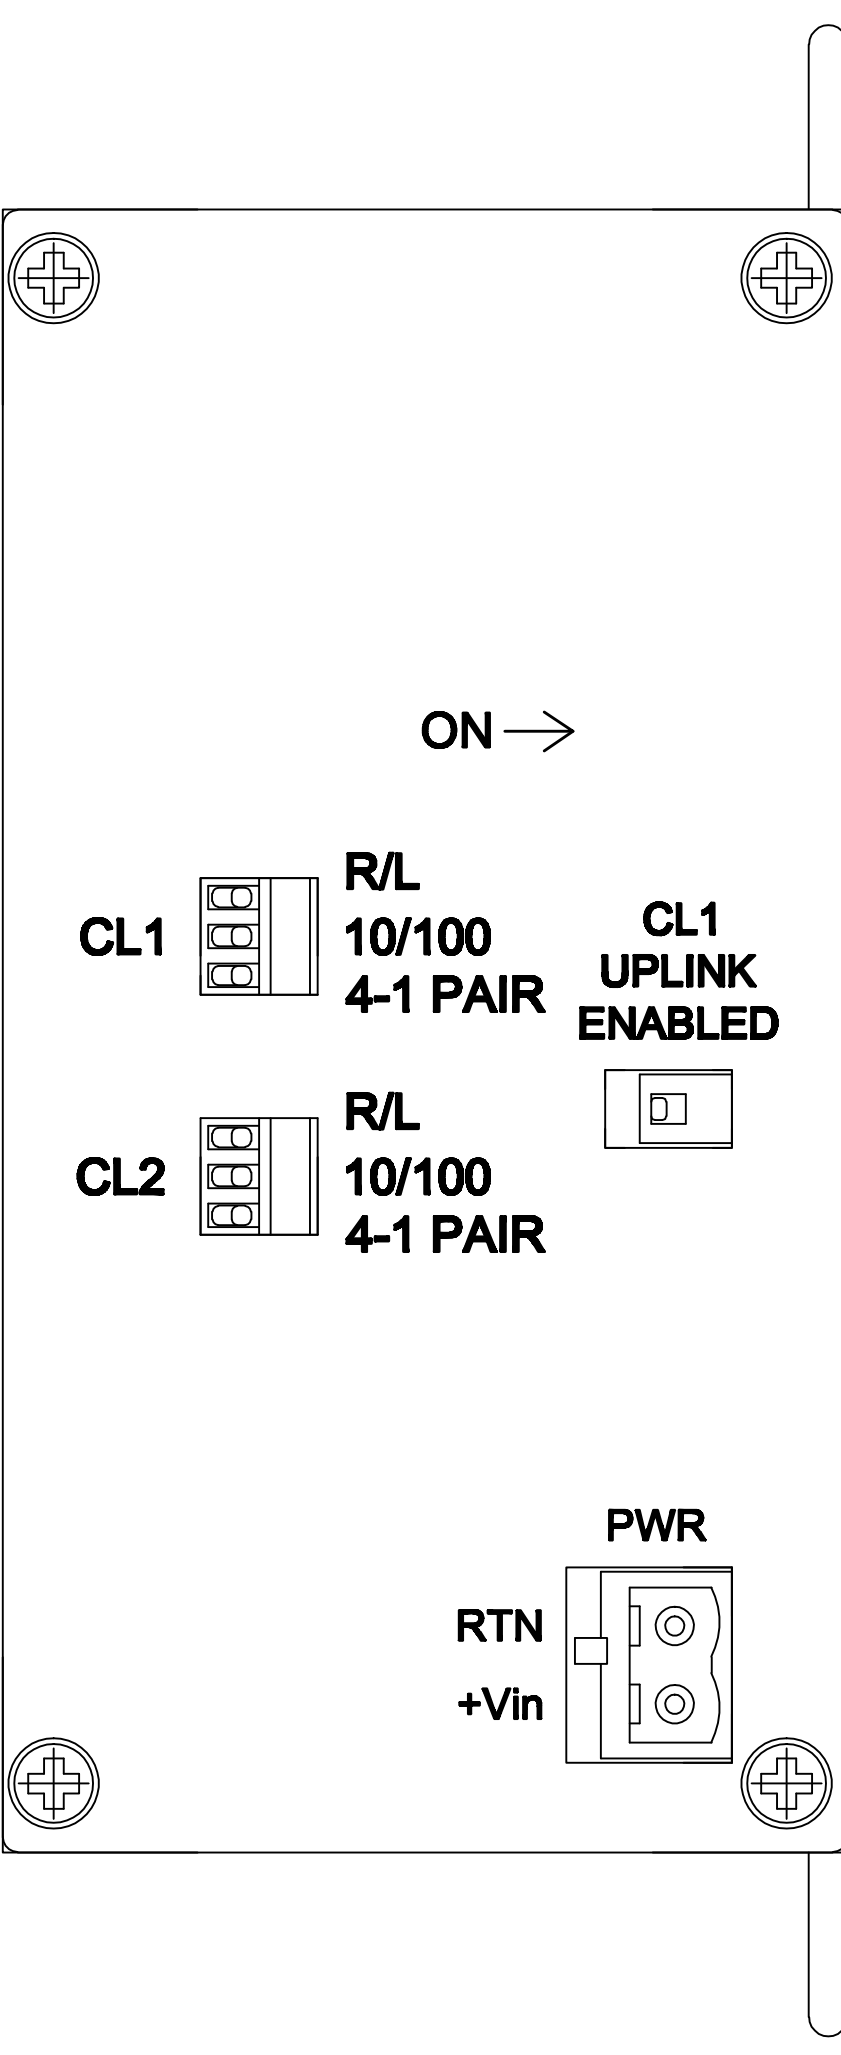 ON
CL1
R/L
10/100
4-1 PAIR
CL1
UPLINK
ENABLED
CL2
R/L
10/100
4-1 PAIR
PWR
RTN
+Vin